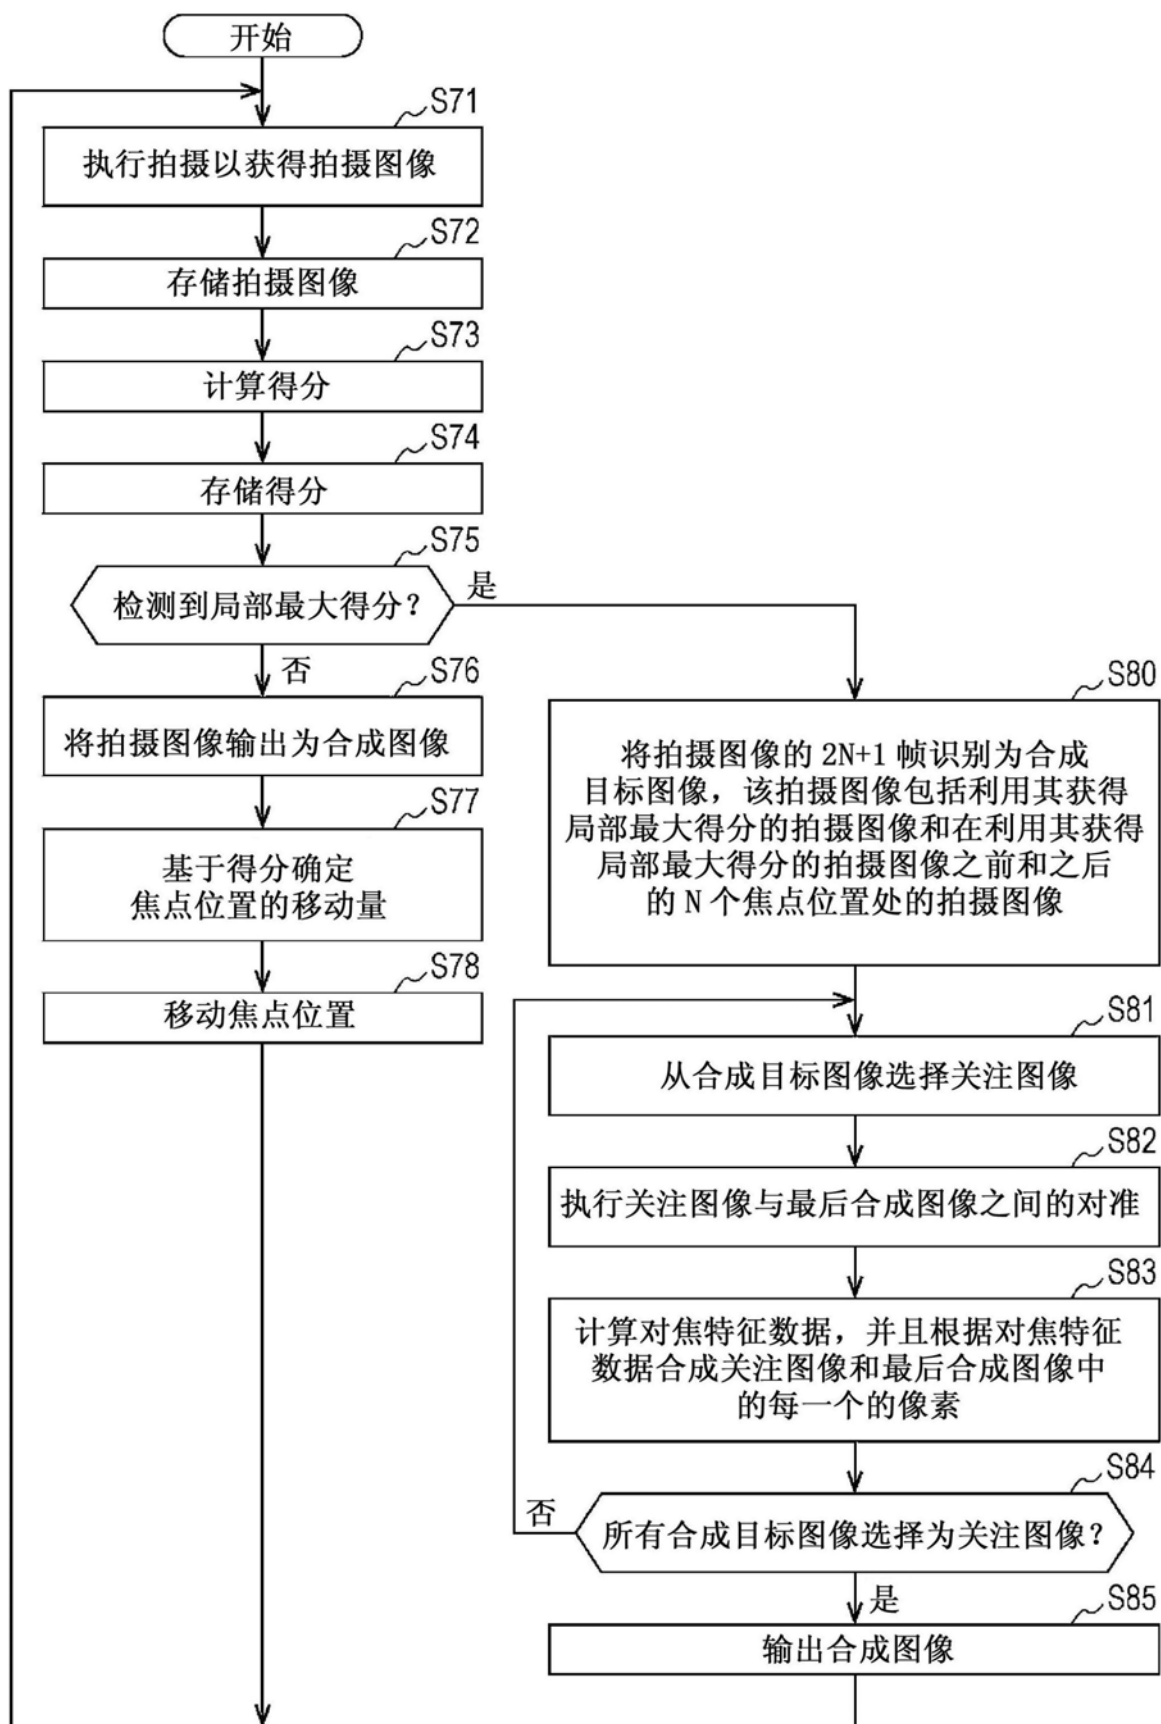 开始
S71
执行拍摄以获得拍摄图像
S72
存储拍摄图像
S73
计算得分
S74
存储得分
S75
检测到局部最大得分？
是
否
S76
将拍摄图像输出为合成图像
S77
基于得分确定
焦点位置的移动量
S78
移动焦点位置
S80
将拍摄图像的 2N+1 帧识别为合成
目标图像，该拍摄图像包括利用其获得
局部最大得分的拍摄图像和在利用其获得
局部最大得分的拍摄图像之前和之后
的 N 个焦点位置处的拍摄图像
S81
从合成目标图像选择关注图像
S82
执行关注图像与最后合成图像之间的对准
S83
计算对焦特征数据，并且根据对焦特征
数据合成关注图像和最后合成图像中
的每一个的像素
S84
否
所有合成目标图像选择为关注图像？
是
S85
输出合成图像